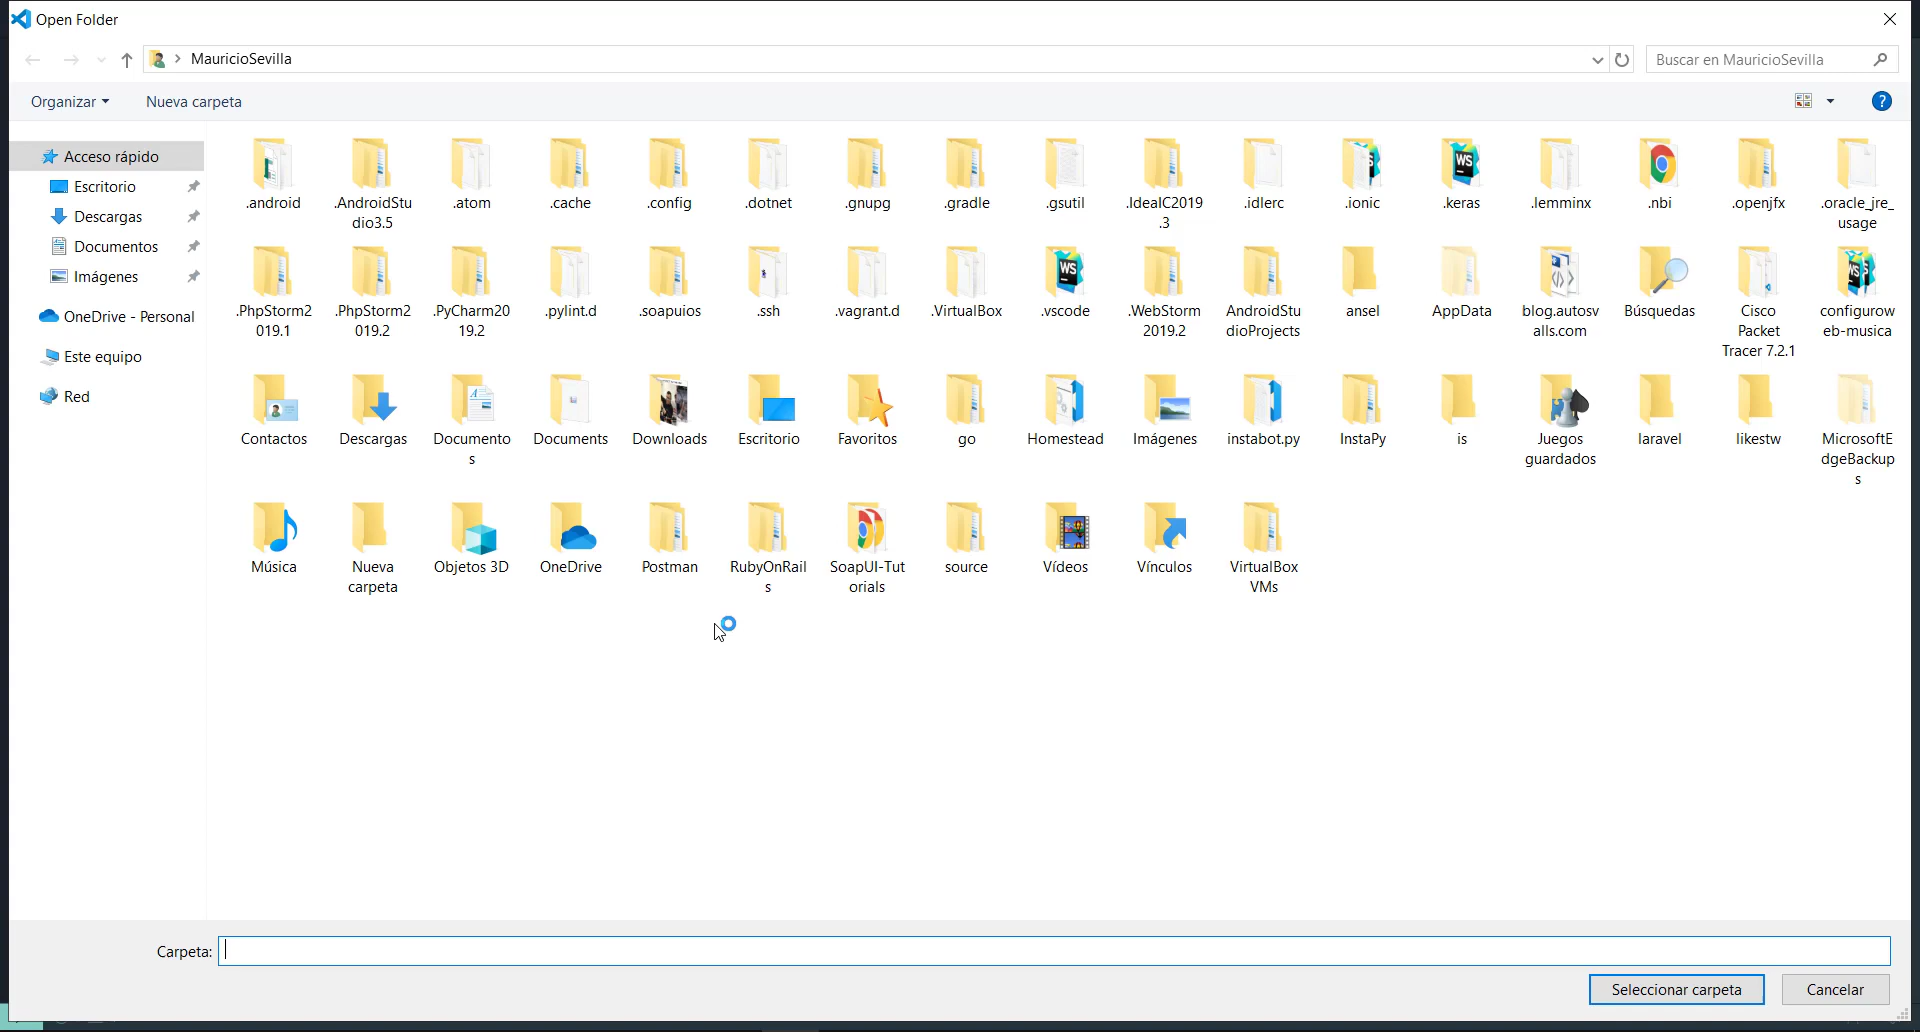 Open Folder
MauricioSevilla
Buscar en MauricioSevilla
Organizar
Nueva carpeta
?
Acceso rápido
Escritorio
Descargas
Documentos
Imágenes
OneDrive - Personal
Este equipo
Red
.android
.AndroidStu
dio3.5
.atom
.cache
.config
.dotnet
.gnupg
.gradle
.gsutil
.IdeaIC2019
.3
.idlerc
.ionic
.keras
.lemminx
.nbi
.openjfx
.oracle_jre_
usage
.PhpStorm2
019.1
.PhpStorm2
019.2
.PyCharm20
19.2
.pylint.d
.soapuios
.ssh
.vagrant.d
.VirtualBox
.vscode
.WebStorm
2019.2
AndroidStu
dioProjects
ansel
AppData
blog.autosv
alls.com
Búsquedas
Cisco
Packet
Tracer 7.2.1
configurow
eb-musica
Contactos
Descargas
Documento
s
Documents
Downloads
Escritorio
Favoritos
go
Homestead
Imágenes
instabot.py
InstaPy
is
Juegos
guardados
laravel
likestw
MicrosoftE
dgeBackup
s
Música
Nueva
carpeta
Objetos 3D
OneDrive
Postman
RubyOnRail
s
SoapUI-Tut
orials
source
Vídeos
Vínculos
VirtualBox
VMs
Carpeta:
Seleccionar carpeta
Cancelar